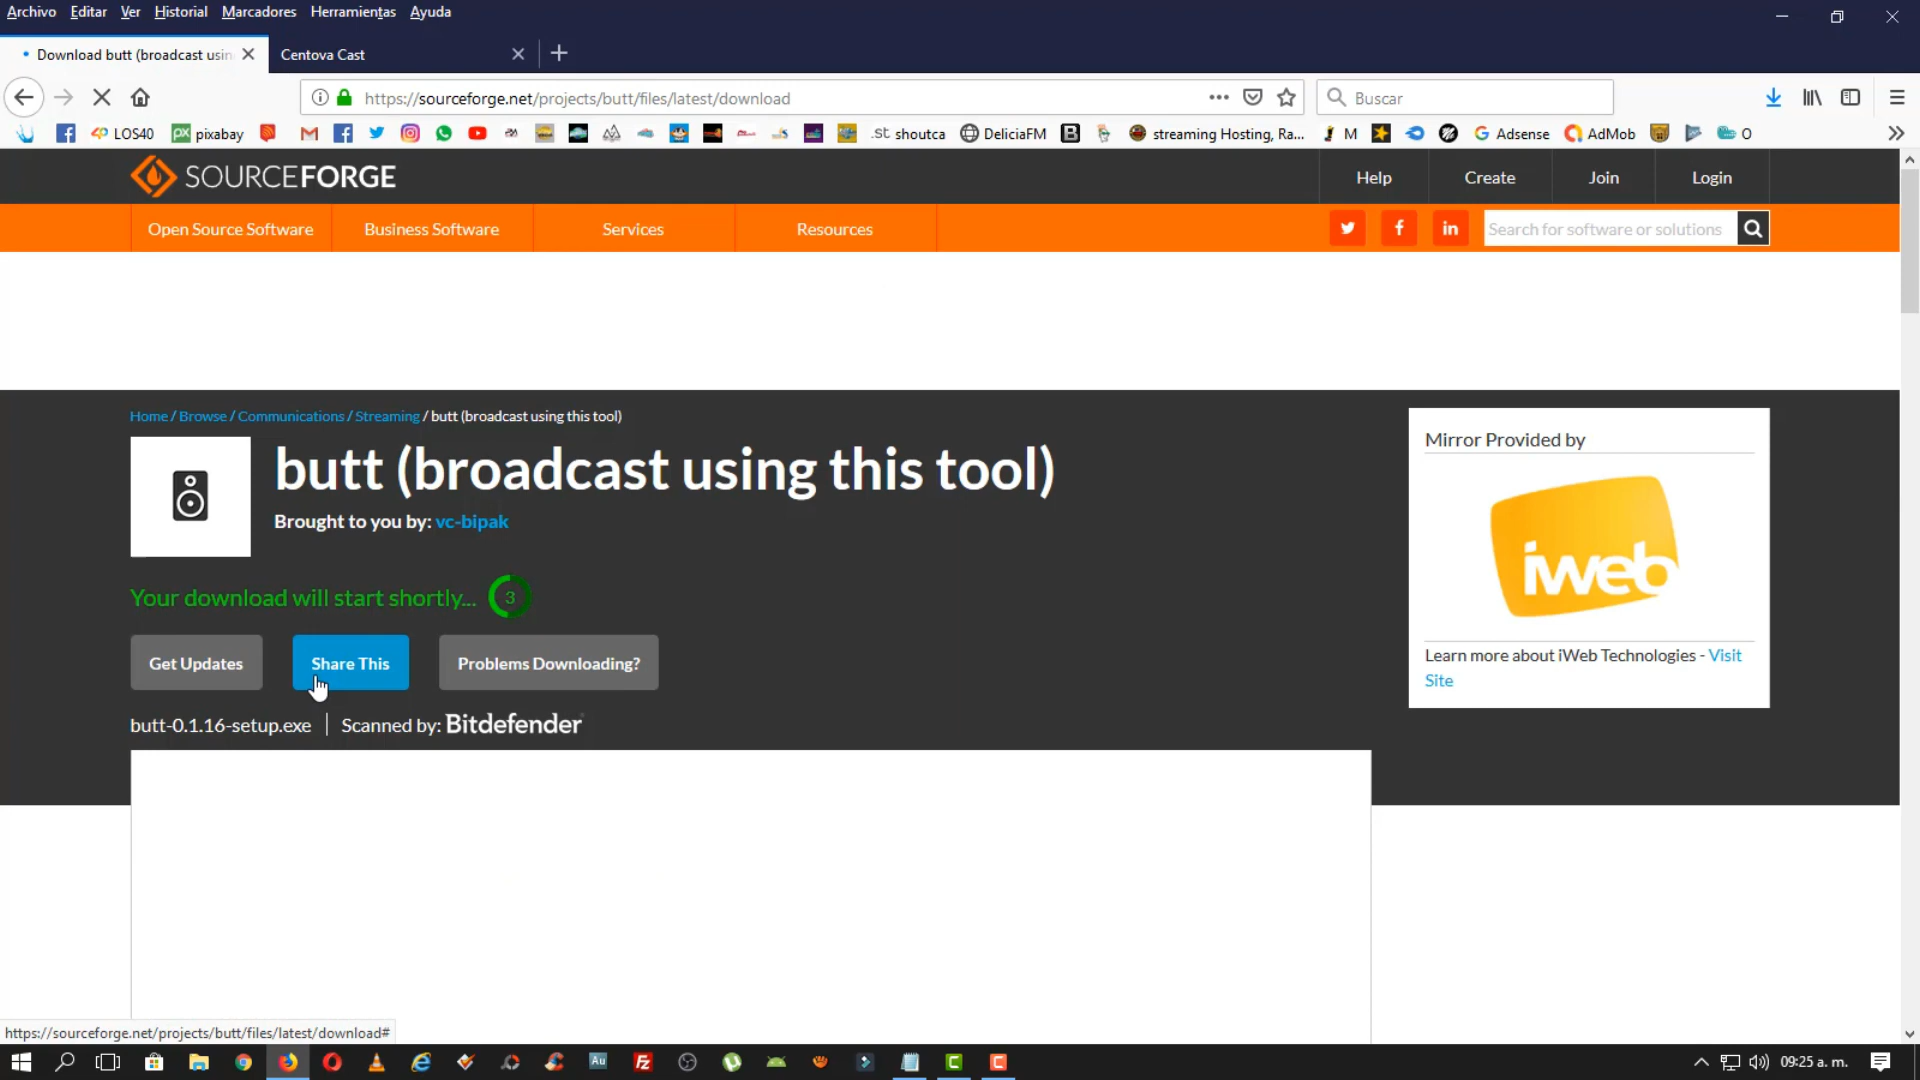 Archivo Editar Ver Historial Marcadores Herramientas Ayuda
Download butt (broadcast usin
Centova Cast
https://sourceforge.net/projects/butt/files/latest/download
Buscar
LOS40 pixabay .st shoutca DeliciaFM streaming Hosting, Ra... M Adsense AdMob O
SOURCEFORGE
Help Create Join Login
Open Source Software Business Software Services Resources
Search for software or solutions
Home / Browse / Communications / Streaming / butt (broadcast using this tool)
butt (broadcast using this tool)
Brought to you by: vc-bipak
Your download will start shortly... 3
Get Updates Share This Problems Downloading?
butt-0.1.16-setup.exe Scanned by: Bitdefender
Mirror Provided by
iweb
Learn more about iWeb Technologies - Visit
Site
https://sourceforge.net/projects/butt/files/latest/download#
Au Fz
09:25 a. m.